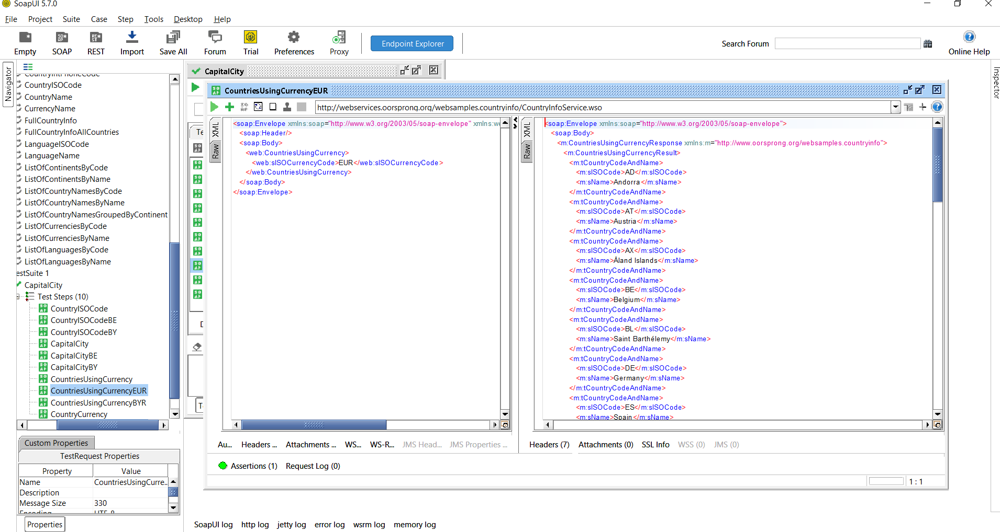 SoapUI 5.7.0
File Project Suite Case Step Tools Desktop Help
Empty SOAP REST Import Save All Forum Trial Preferences Proxy Endpoint Explorer Search Forum Online Help
Navigator
CountryISOCode
CountryName
CurrencyName
FullCountryInfo
FullCountryInfoAllCountries
LanguageISOCode
LanguageName
ListOfContinentsByCode
ListOfContinentsByName
ListOfCountryNamesByCode
ListOfCountryNamesByName
ListOfCountryNamesGroupedByContinent
ListOfCurrenciesByCode
ListOfCurrenciesByName
ListOfLanguagesByCode
ListOfLanguagesByName
estSuite 1
CapitalCity
Test Steps (10)
CountryISOCode
CountryISOCodeBE
CountryISOCodeBY
CapitalCity
CapitalCityBE
CapitalCityBY
CountriesUsingCurrency
CountriesUsingCurrencyEUR
CountriesUsingCurrencyBYR
CountryCurrency
Custom Properties
TestRequest Properties
Property Value
Name CountriesUsingCurre...
Description
Message Size 330
Encoding UTF-8
Properties
CapitalCity
CountriesUsingCurrencyEUR
http://webservices.oorsprong.org/websamples.countryinfo/CountryInfoService.wso
XML
Raw
<soap:Envelope xmlns:soap="http://www.w3.org/2003/05/soap-envelope" xmlns:we
<soap:Header/>
<soap:Body>
<web:CountriesUsingCurrency>
<web:sISOCurrencyCode>EUR</web:sISOCurrencyCode>
</web:CountriesUsingCurrency>
</soap:Body>
</soap:Envelope>
XML
Raw
<soap:Envelope xmlns:soap="http://www.w3.org/2003/05/soap-envelope">
<soap:Body>
<m:CountriesUsingCurrencyResponse xmlns:m="http://www.oorsprong.org/websamples.countryinfo">
<m:CountriesUsingCurrencyResult>
<m:tCountryCodeAndName>
<m:sISOCode>AD</m:sISOCode>
<m:sName>Andorra</m:sName>
</m:tCountryCodeAndName>
<m:tCountryCodeAndName>
<m:sISOCode>AT</m:sISOCode>
<m:sName>Austria</m:sName>
</m:tCountryCodeAndName>
<m:tCountryCodeAndName>
<m:sISOCode>AX</m:sISOCode>
<m:sName>Åland Islands</m:sName>
</m:tCountryCodeAndName>
<m:tCountryCodeAndName>
<m:sISOCode>BE</m:sISOCode>
<m:sName>Belgium</m:sName>
</m:tCountryCodeAndName>
<m:tCountryCodeAndName>
<m:sISOCode>BL</m:sISOCode>
<m:sName>Saint Barthélemy</m:sName>
</m:tCountryCodeAndName>
<m:tCountryCodeAndName>
<m:sISOCode>DE</m:sISOCode>
<m:sName>Germany</m:sName>
</m:tCountryCodeAndName>
<m:tCountryCodeAndName>
<m:sISOCode>ES</m:sISOCode>
<m:sName>Spain</m:sName>
Au... Headers ... Attachments ... WS... WS-R... JMS Head... JMS Properties ...
Headers (7) Attachments (0) SSL Info WSS (0) JMS (0)
Assertions (1) Request Log (0)
1 : 1
SoapUI log http log jetty log error log wsrm log memory log
Inspector